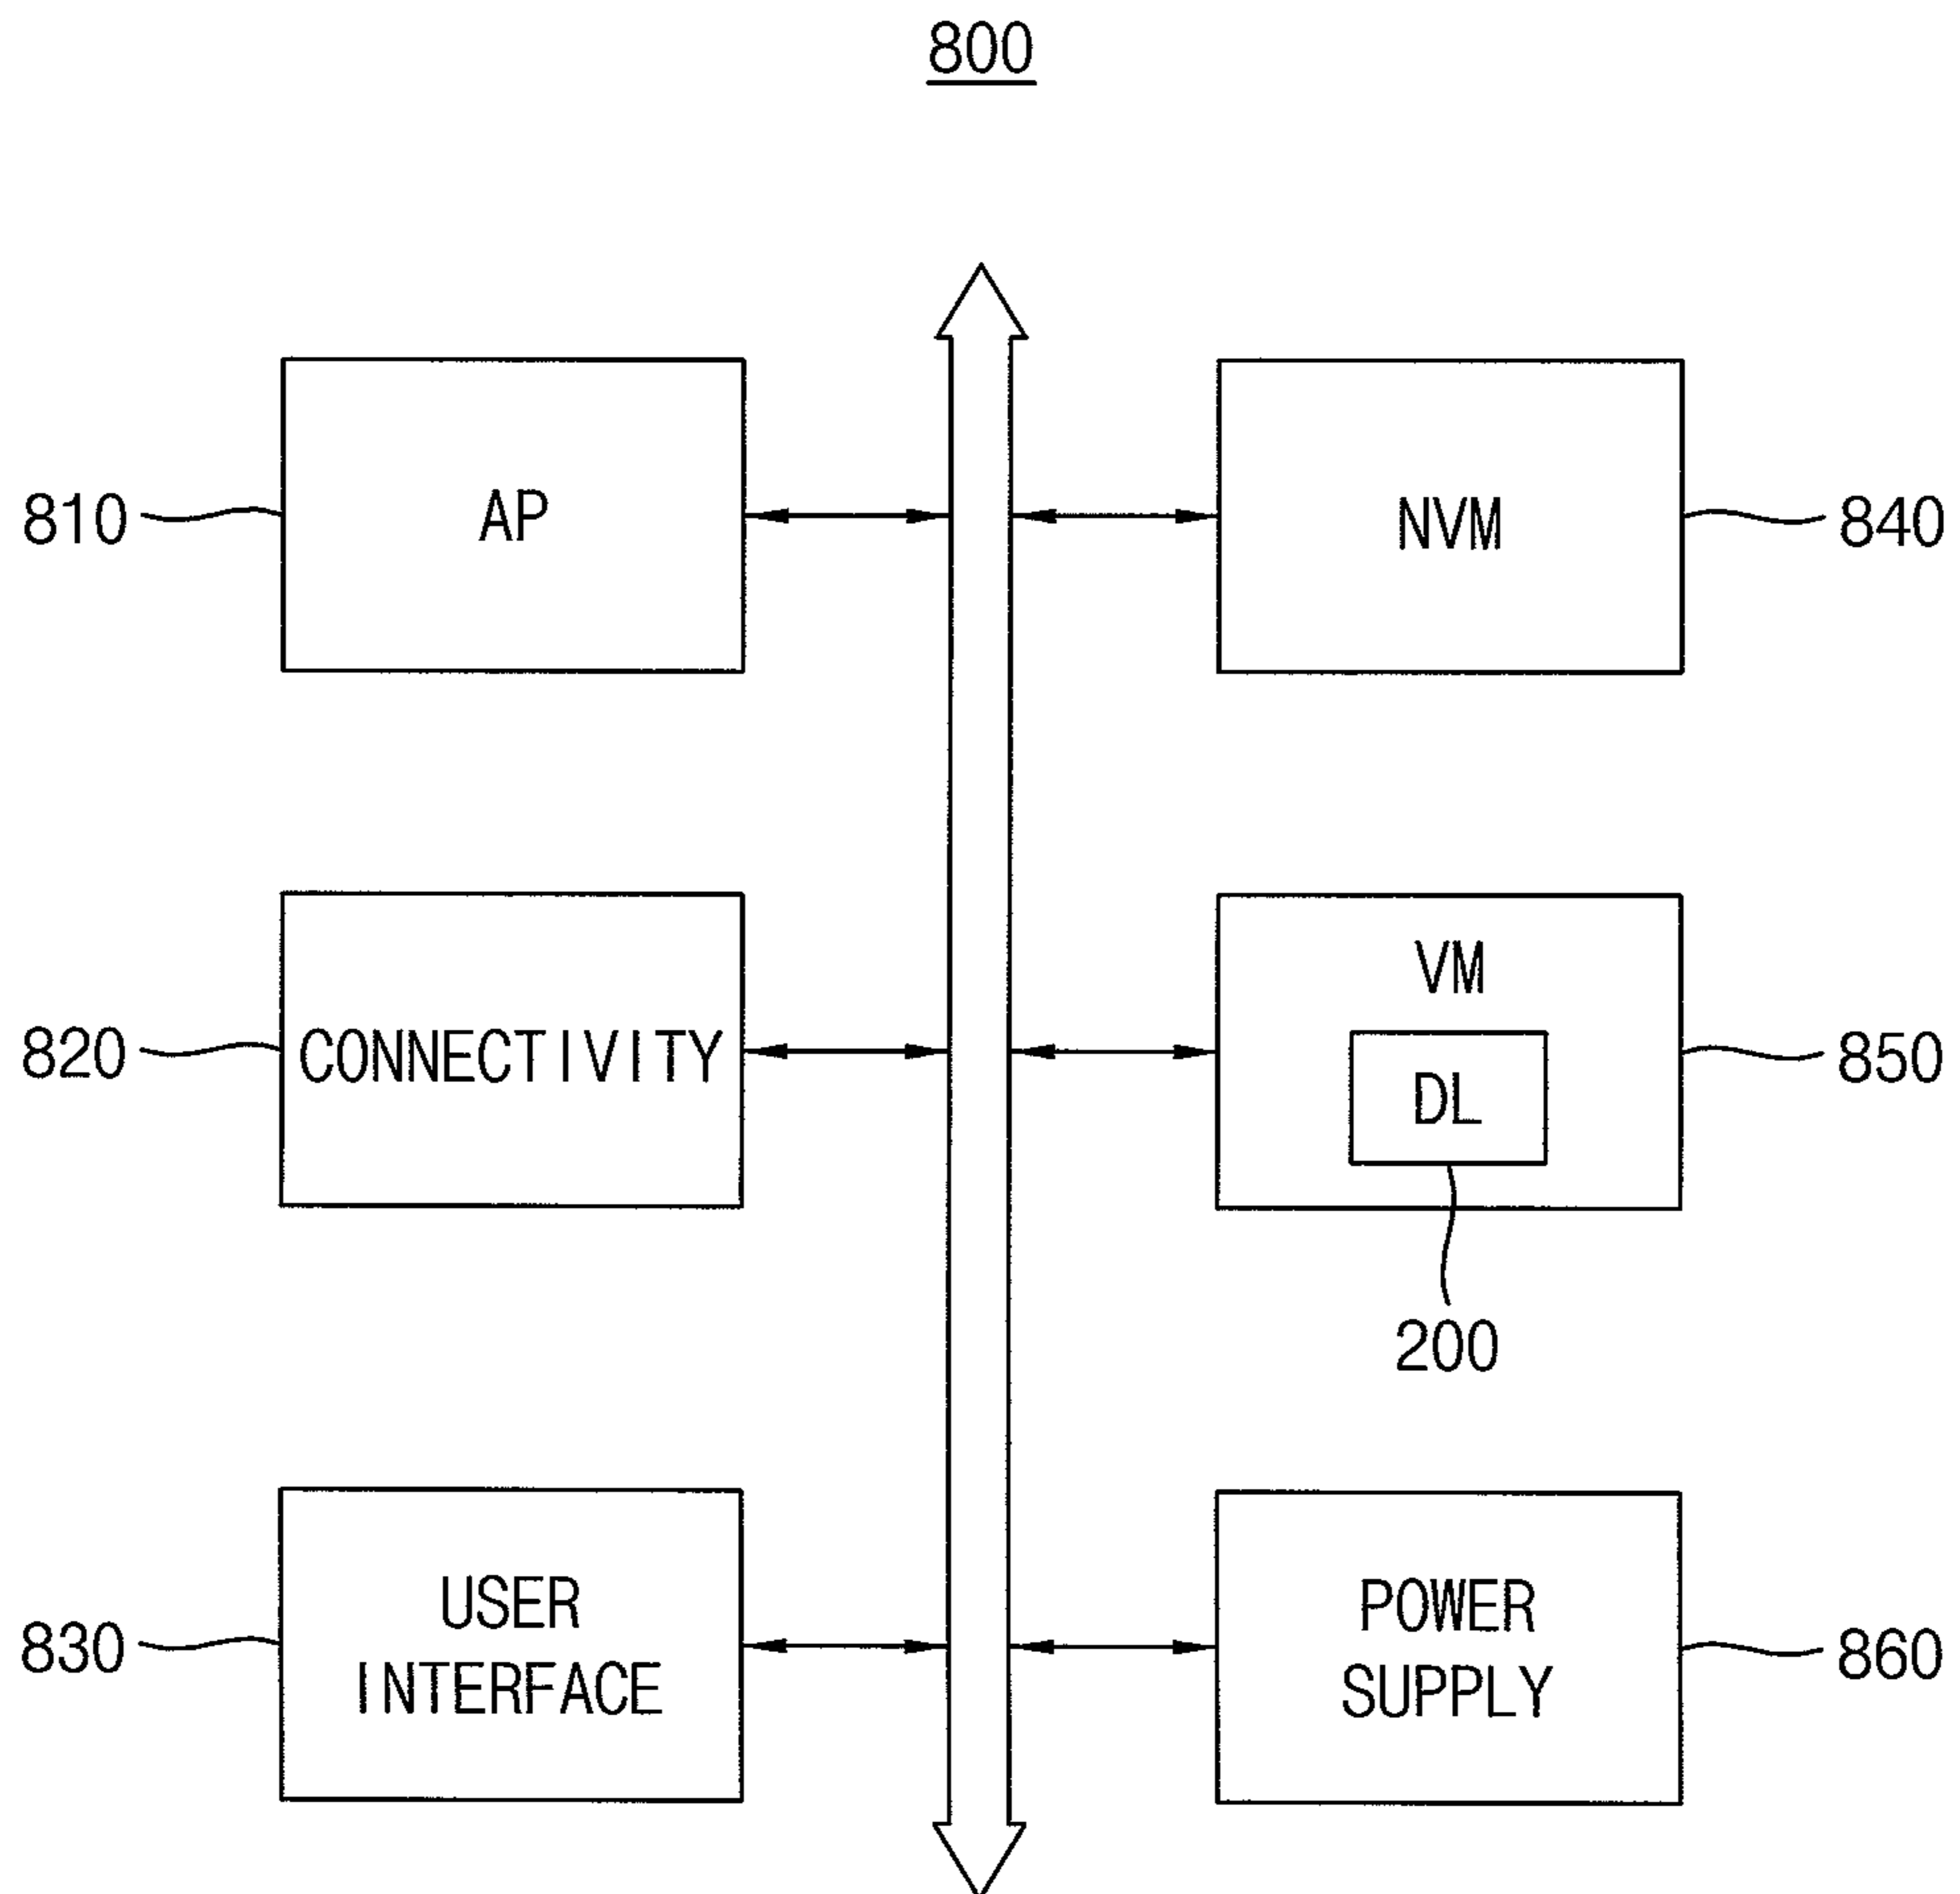 800
810
AP
NVM
840
820
CONNECTIVITY
VM
DL
850
200
830
USER
INTERFACE
POWER
SUPPLY
860